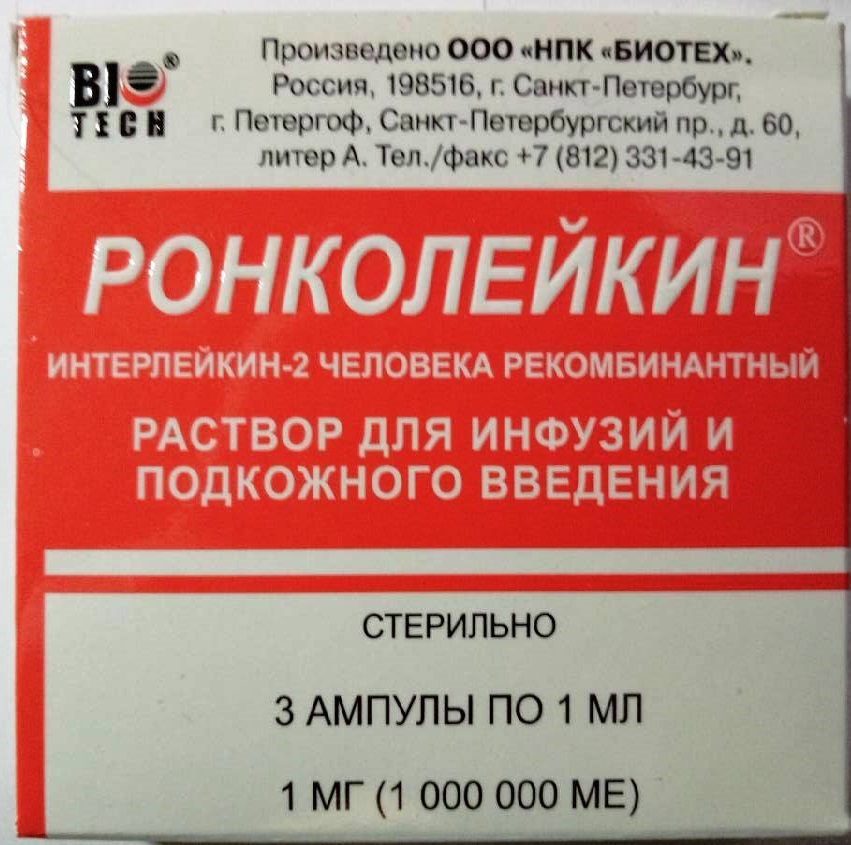 BIO®
TECH
Произведено ООО «НПК «БИОТЕХ».
Россия, 198516, г. Санкт-Петербург,
г. Петергоф, Санкт-Петербургский пр., д. 60,
литер А. Тел./факс +7 (812) 331-43-91
РОНКОЛЕЙКИН®
ИНТЕРЛЕЙКИН-2 ЧЕЛОВЕКА РЕКОМБИНАНТНЫЙ
РАСТВОР ДЛЯ ИНФУЗИЙ И
ПОДКОЖНОГО ВВЕДЕНИЯ
СТЕРИЛЬНО
3 АМПУЛЫ ПО 1 МЛ
1 МГ (1 000 000 МЕ)